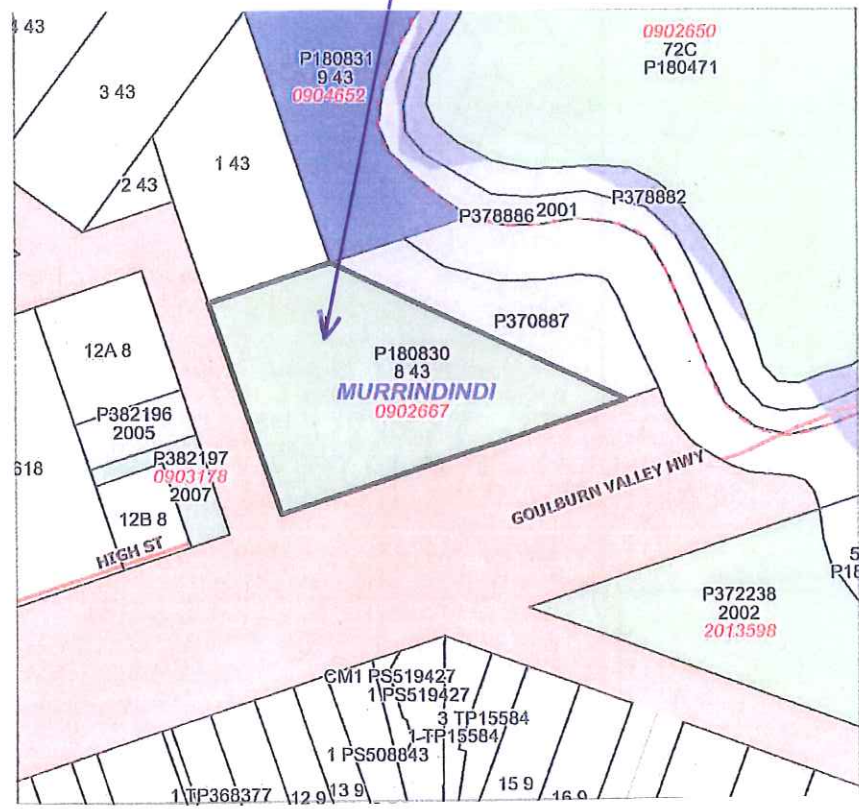 43
0902650
72C
P180471
P180831
9 43
0904652
3 43
1 43
2 43
P378882
P378886
2001
P370887
12A 8
P180830
8 43
MURRINDINDI
0902667
P382196
2005
P382197
0903178
2007
618
12B 8
HIGH ST
GOULBURN VALLEY HWY
5
P18
P372238
2002
2013598
CM1 PS519427
1 PS519427
3 TP15584
1 TP15584
1 PS508843
15 9
1 TP368377
12 9
13 9
16 9